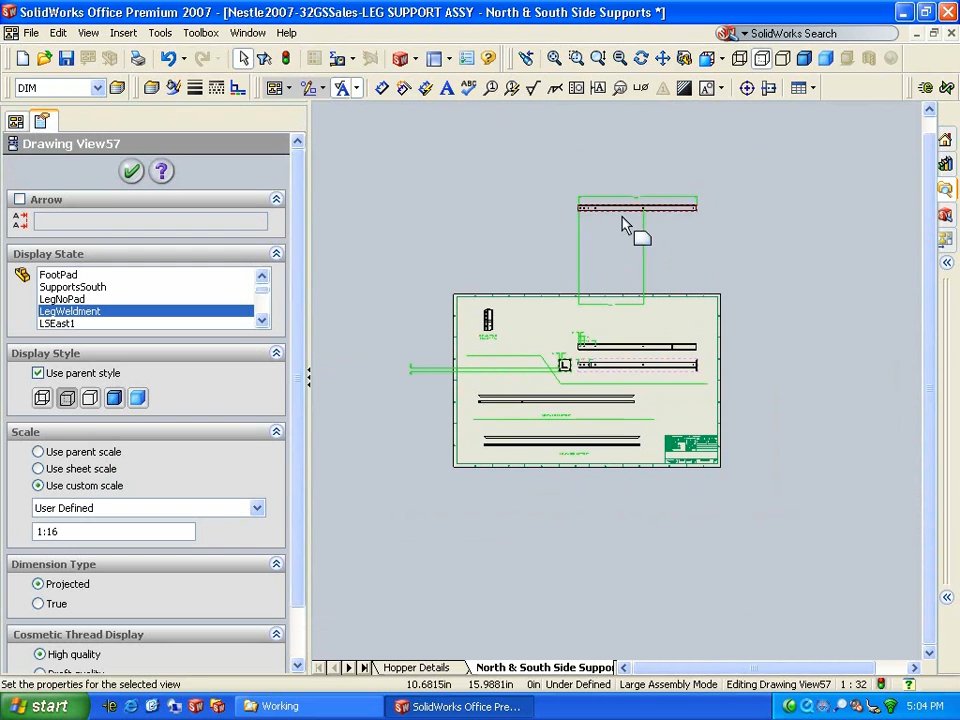 SolidWorks Office Premium 2007 - [Nestle2007-32GSSales-LEG SUPPORT ASSY - North & South Side Supports *]
File Edit View Insert Tools Toolbox Window Help
SolidWorks Search
DIM
Drawing View57
Arrow
Display State
FootPad
SupportsSouth
LegNoPad
LegWeldment
LSEast1
Display Style
Use parent style
Scale
Use parent scale
Use sheet scale
Use custom scale
User Defined
1:16
Dimension Type
Projected
True
Cosmetic Thread Display
High quality
Draft quality
Hopper Details
North & South Side Suppor
Set the properties for the selected view
10.6815in 15.9881in 0in Under Defined Large Assembly Mode Editing Drawing View57 1 : 32
start
Working
SolidWorks Office Pre...
5:04 PM